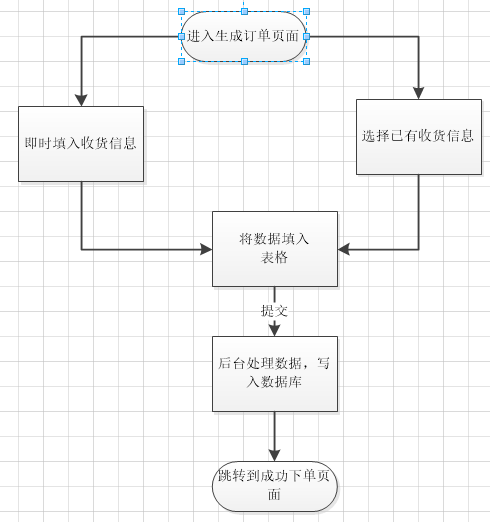 进入生成订单页面
即时填入收货信息
选择已有收货信息
将数据填入
表格
提交
后台处理数据，写
入数据库
跳转到成功下单页
面